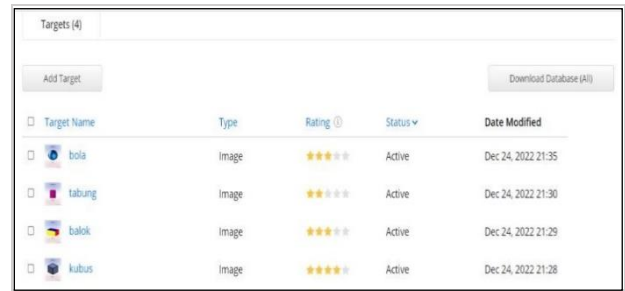 Targets (4)
Add Target Download Database (All)
Target Name Type Rating Status Date Modified
bola Image Active Dec 24, 2022 21:35
tabung Image Active Dec 24, 2022 21:30
balok Image Active Dec 24, 2022 21:29
kubus Image Active Dec 24, 2022 21:28